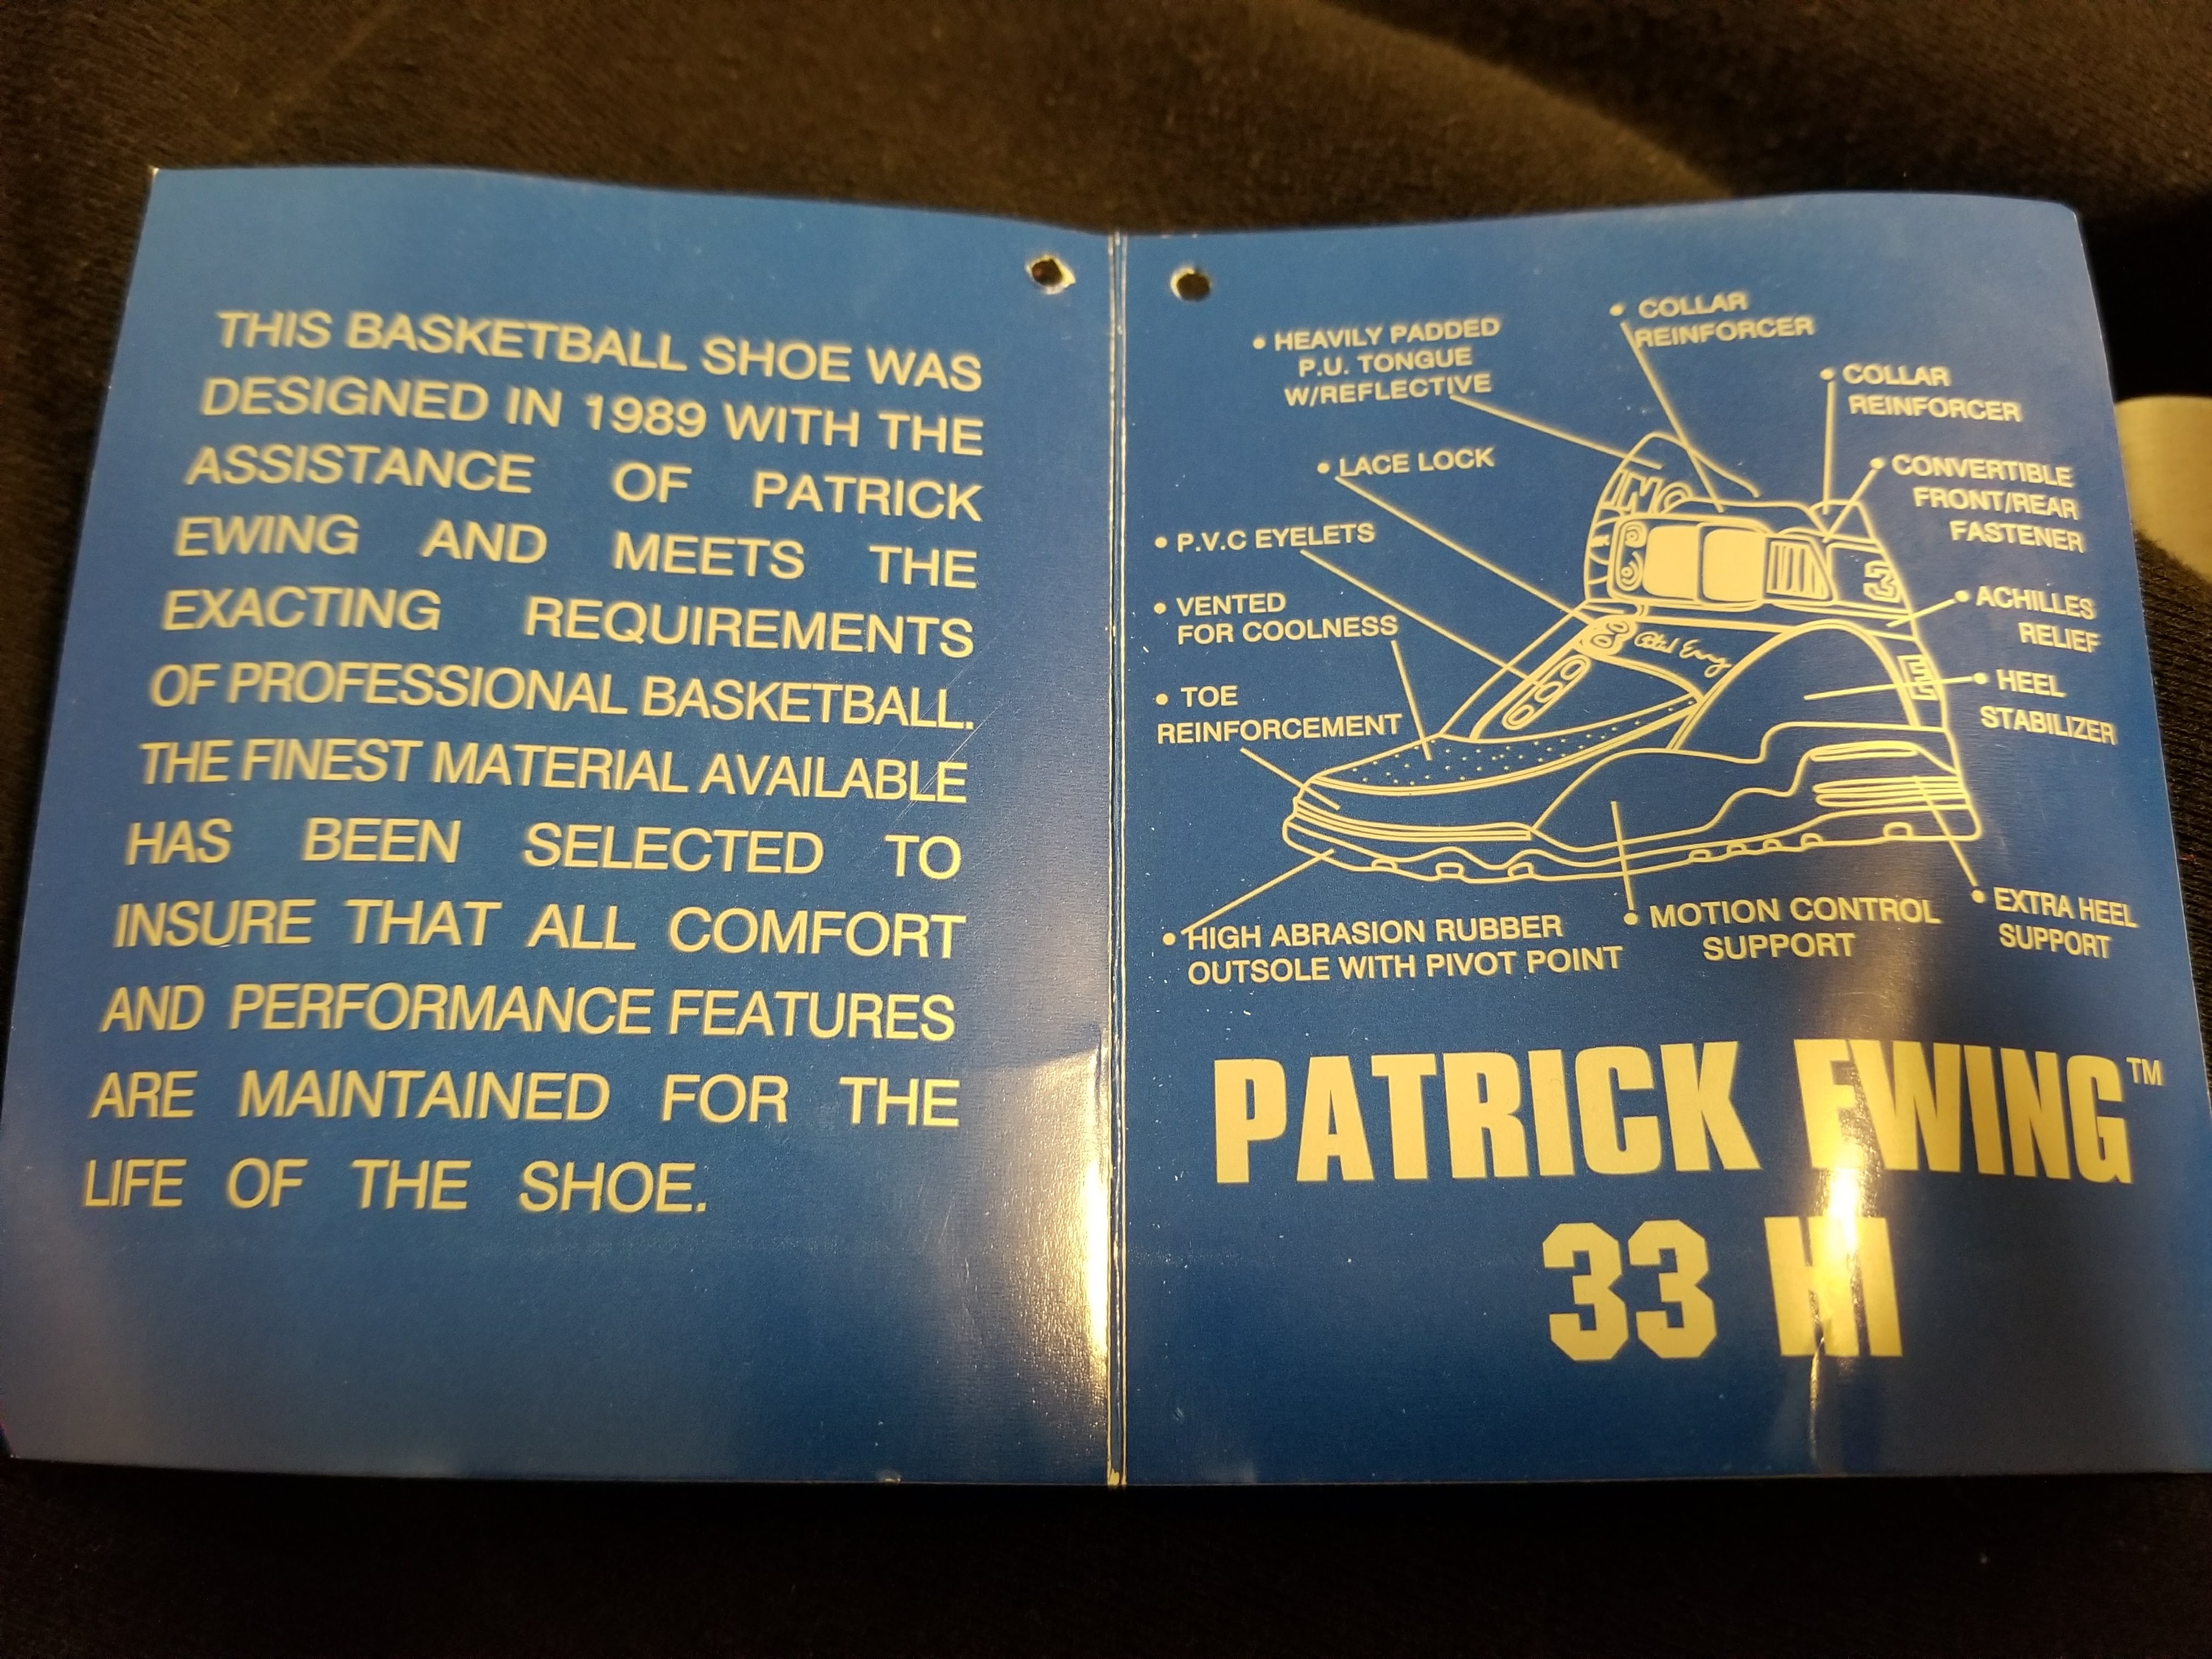 THIS BASKETBALL SHOE WAS
DESIGNED IN 1989 WITH THE
ASSISTANCE OF PATRICK
EWING AND MEETS THE
EXACTING REQUIREMENTS
OF PROFESSIONAL BASKETBALL.
THE FINEST MATERIAL AVAILABLE
HAS BEEN SELECTED TO
INSURE THAT ALL COMFORT
AND PERFORMANCE FEATURES
ARE MAINTAINED FOR THE
LIFE OF THE SHOE.
• COLLAR
REINFORCER
• HEAVILY PADDED
P.U. TONGUE
W/REFLECTIVE
• COLLAR
REINFORCER
• LACE LOCK
• CONVERTIBLE
FRONT/REAR
FASTENER
• P.V.C EYELETS
• VENTED
FOR COOLNESS
• ACHILLES
RELIEF
• TOE
REINFORCEMENT
• HEEL
STABILIZER
3
Patrick Ewing
E
• HIGH ABRASION RUBBER
OUTSOLE WITH PIVOT POINT
• MOTION CONTROL
SUPPORT
• EXTRA HEEL
SUPPORT
PATRICK EWING™
33 HI